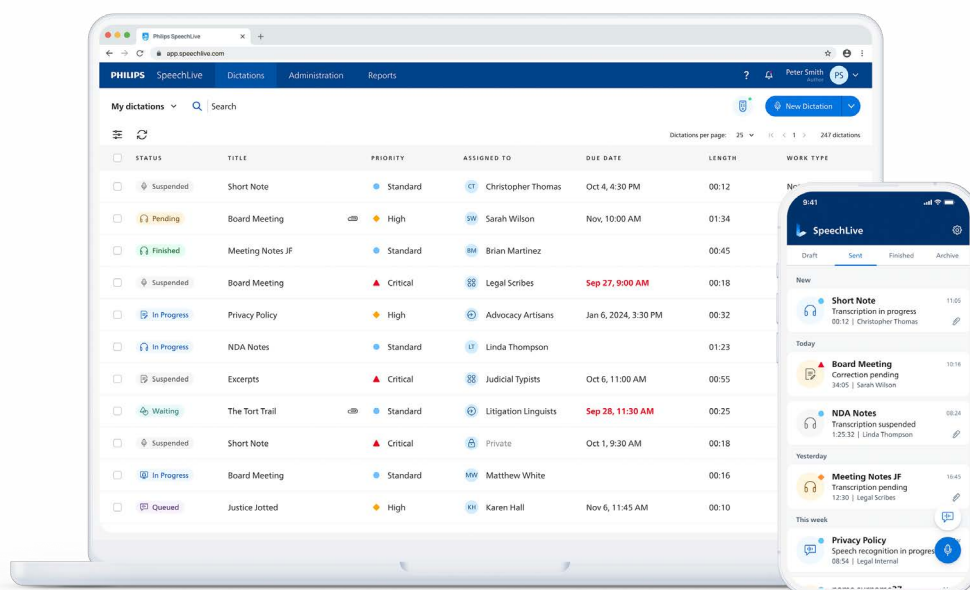 Philips SpeechLive
app.speechlive.com
PHILIPS SpeechLive Dictations Administration Reports ? Peter Smith PS
Author
My dictations Search New Dictation
Dictations per page: 25 < 1 > 247 dictations
STATUS TITLE PRIORITY ASSIGNED TO DUE DATE LENGTH WORK TYPE
Suspended Short Note Standard CT Christopher Thomas Oct 4, 4:30 PM 00:12
Pending Board Meeting High SW Sarah Wilson Nov, 10:00 AM 01:34
Finished Meeting Notes JF Standard BM Brian Martinez 00:45
Suspended Board Meeting Critical Legal Scribes Sep 27, 9:00 AM 00:18
In Progress Privacy Policy High Advocacy Artisans Jan 6, 2024, 3:30 PM 00:32
In Progress NDA Notes Standard LT Linda Thompson 01:23
Suspended Excerpts Critical Judicial Typists Oct 6, 11:00 AM 00:55
Waiting The Tort Trail Standard Litigation Linguists Sep 28, 11:30 AM 00:25
Suspended Short Note Critical Private Oct 1, 9:30 AM 00:18
In Progress Board Meeting Standard MW Matthew White 00:16
Queued Justice Jotted High KH Karen Hall Nov 6, 11:45 AM 00:10
9:41
SpeechLive
Draft Sent Finished Archive
New
Short Note 11:05
Transcription in progress
00:12 | Christopher Thomas
Today
Board Meeting 10:18
Correction pending
34:05 | Sarah Wilson
NDA Notes 08:24
Transcription suspended
1:25:32 | Linda Thompson
Yesterday
Meeting Notes JF 16:45
Transcription pending
12:30 | Legal Scribes
This week
Privacy Policy
Speech recognition in progres
08:54 | Legal Internal